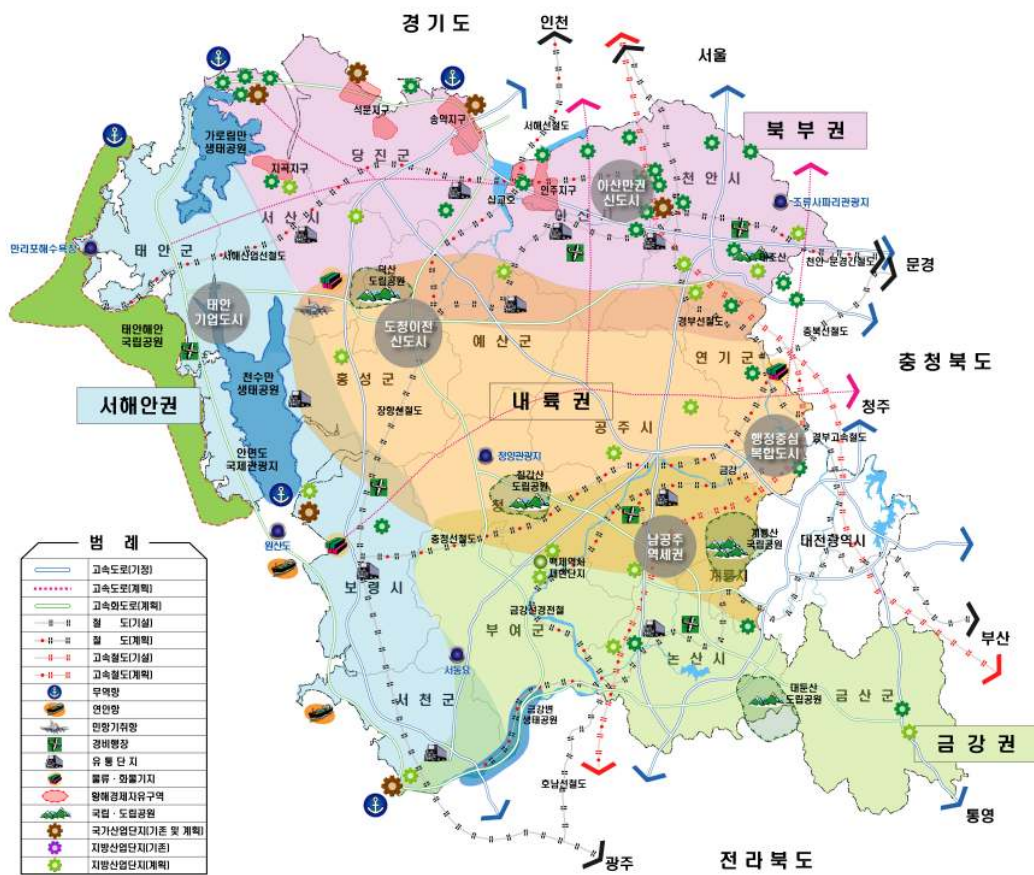 경기도
인천
서울
북부권
석문지구
송악지구
가로림만
생태공원
당진군
지곡지구
서해선철도
인주지구
아산만권
신도시
천안시
조류사파리관광지
삽교호
아산시
서산시
만리포해수욕장
태안군
서해산업선철도
태조산
천안-문경간철도
문경
덕산
도립공원
태안
기업도시
도청이전
신도시
경부선철도
충북선철도
태안해안
국립공원
예산군
연기군
충청북도
홍성군
천수만
생태공원
서해안권
내륙권
청주
장항선철도
공주시
행정중심
복합도시
경부고속철도
안면도
국제관광지
청양관광지
금강
칠갑산
도립공원
청
원산도
충청선철도
남공주
역세권
계룡산
국립공원
대전광역시
계룡시
백제역사
재현단지
보령시
금강산경전철
부여군
부산
논산시
서동요
서천군
금강변
생태공원
대둔산
도립공원
금산군
금강권
호남선철도
통영
광주
전라북도
범례
고속도로(기정)
고속도로(계획)
고속화도로(계획)
철 도(기설)
철 도(계획)
고속철도(기설)
고속철도(계획)
무역항
연안항
민항기취항
경비행장
유통단지
물류·화물기지
황해경제자유구역
국립·도립공원
국가산업단지(기존 및 계획)
지방산업단지(기존)
지방산업단지(계획)